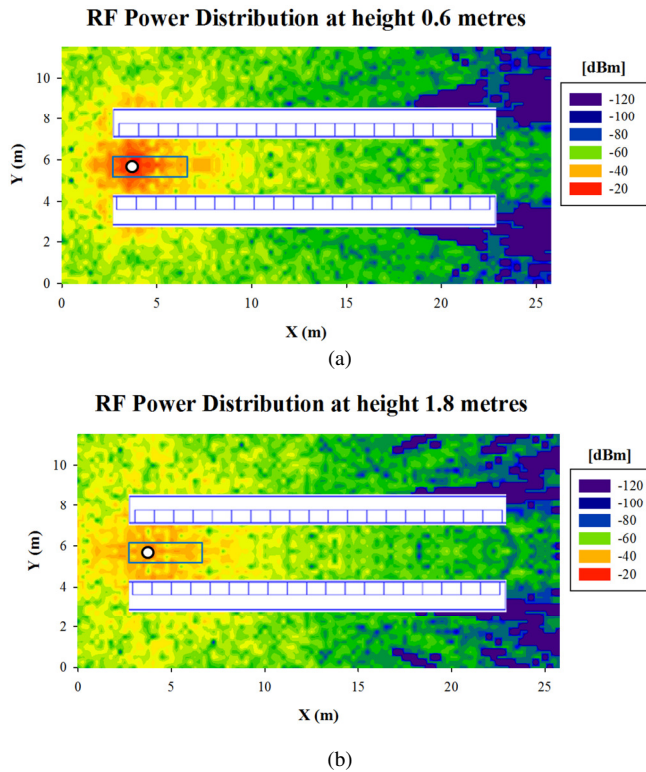 RF Power Distribution at height 0.6 metres
[dBm]
-120
-100
-80
-60
-40
-20
Y (m)
10
8
6
4
2
0
0 5 10 15 20 25
X (m)
(a)
RF Power Distribution at height 1.8 metres
[dBm]
-120
-100
-80
-60
-40
-20
Y (m)
10
8
6
4
2
0
0 5 10 15 20 25
X (m)
(b)